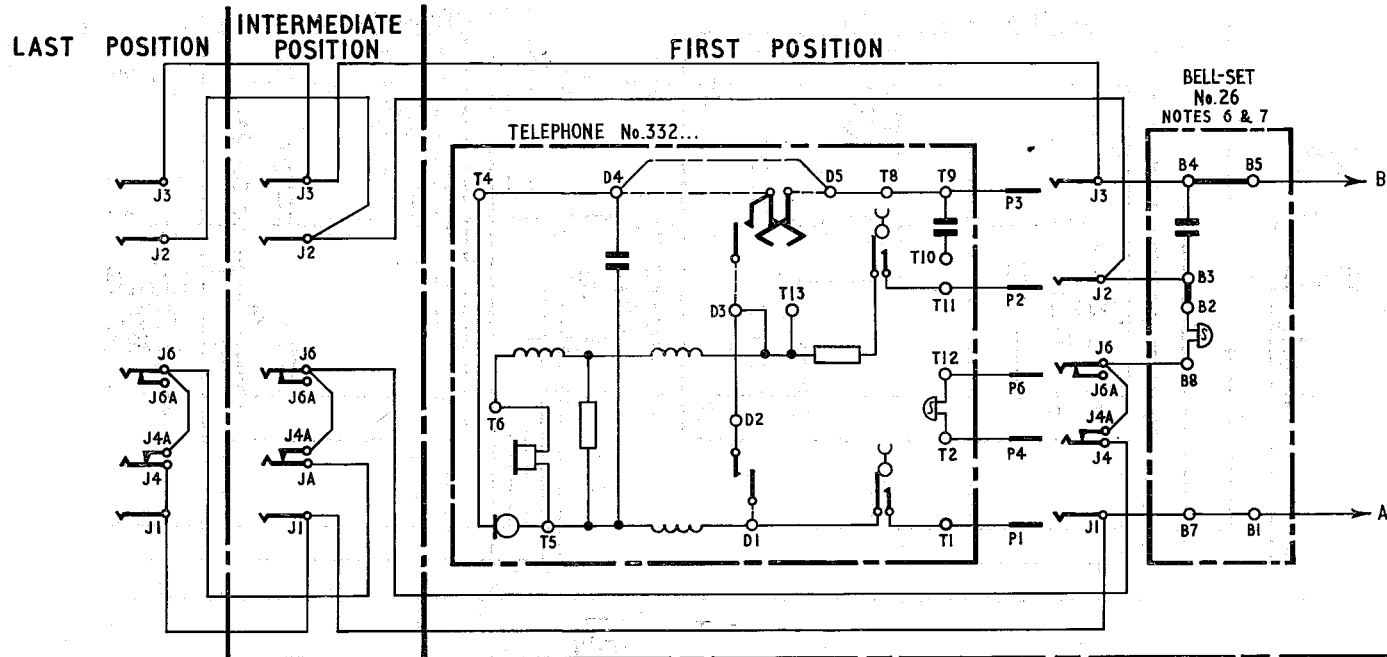 LAST POSITION
INTERMEDIATE
POSITION
FIRST POSITION
BELL-SET
No.26
NOTES 6 & 7
TELEPHONE No.332...
J3
J2
J6
J6A
J4A
J4
J1
J3
J2
J6
J6A
J4A
JA
J1
T4
D4
D5
T8
T9
T10
T11
T13
D3
T12
T6
D2
T2
T5
D1
T1
P3
P2
P6
P4
P1
J3
J2
J6
J6A
J4A
J4
J1
B4
B5
B3
B2
B8
B7
B1
B
A